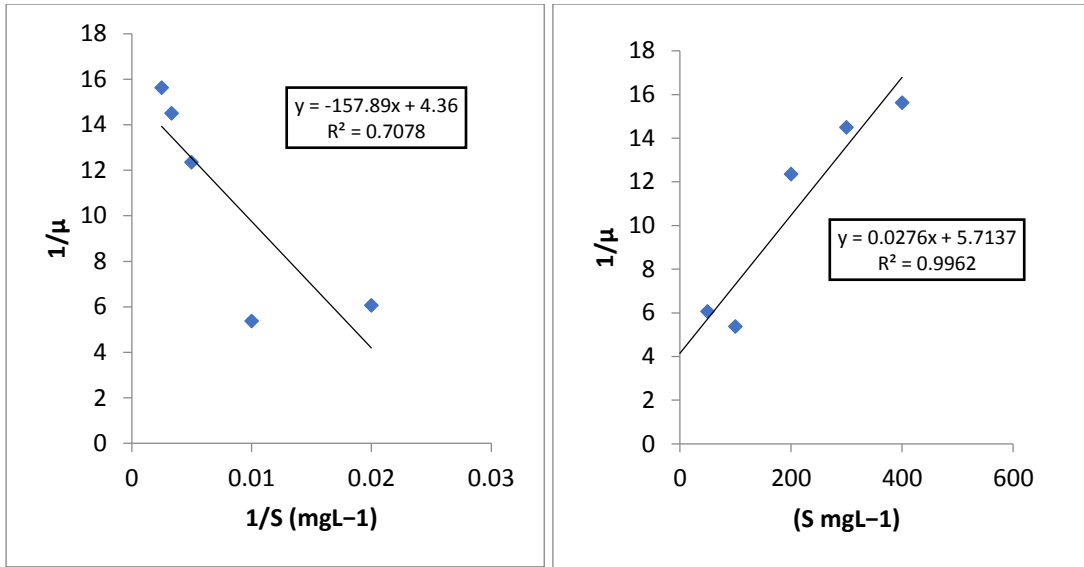 18
16
14
12
10
8
6
4
2
0
1/μ
y = -157.89x + 4.36
R² = 0.7078
0 0.01 0.02 0.03
1/S (mgL−1)
18
16
14
12
10
8
6
4
2
0
1/μ
y = 0.0276x + 5.7137
R² = 0.9962
0 200 400 600
(S mgL−1)